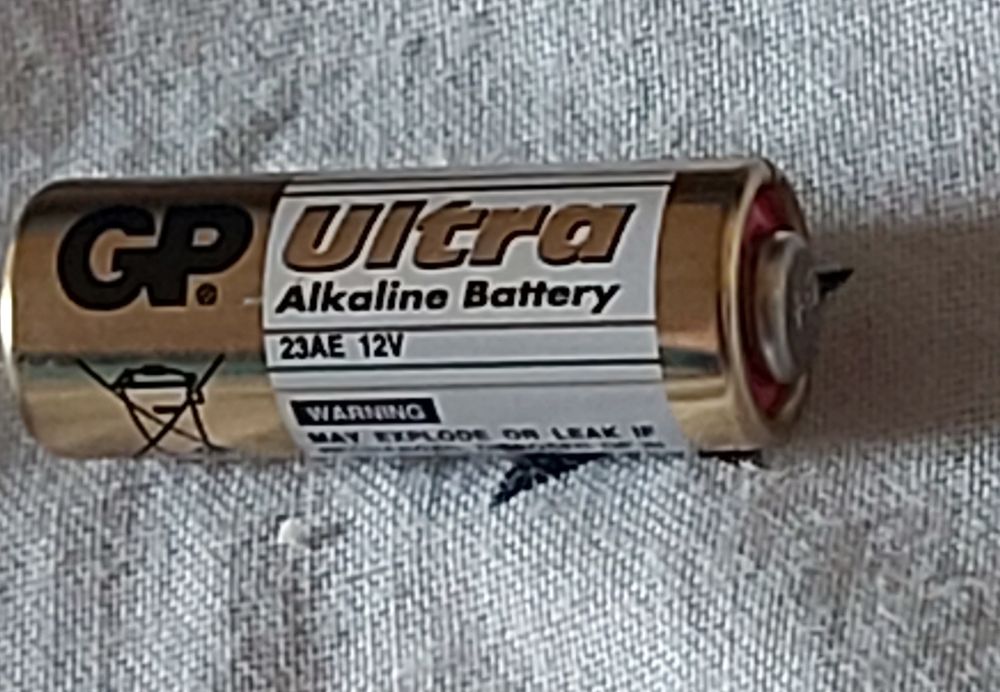 GP®
Ultra
Alkaline Battery
23AE 12V
WARNING
MAY EXPLODE OR LEAK IF